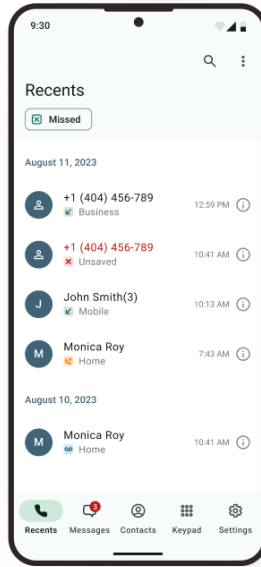 9:30
Recents
Missed
August 11, 2023
+1 (404) 456-789
Business
12:59 PM
+1 (404) 456-789
Unsaved
10:41 AM
J
John Smith(3)
Mobile
10:13 AM
M
Monica Roy
Home
7:43 AM
August 10, 2023
M
Monica Roy
Home
10:41 AM
3
Recents Messages Contacts Keypad Settings